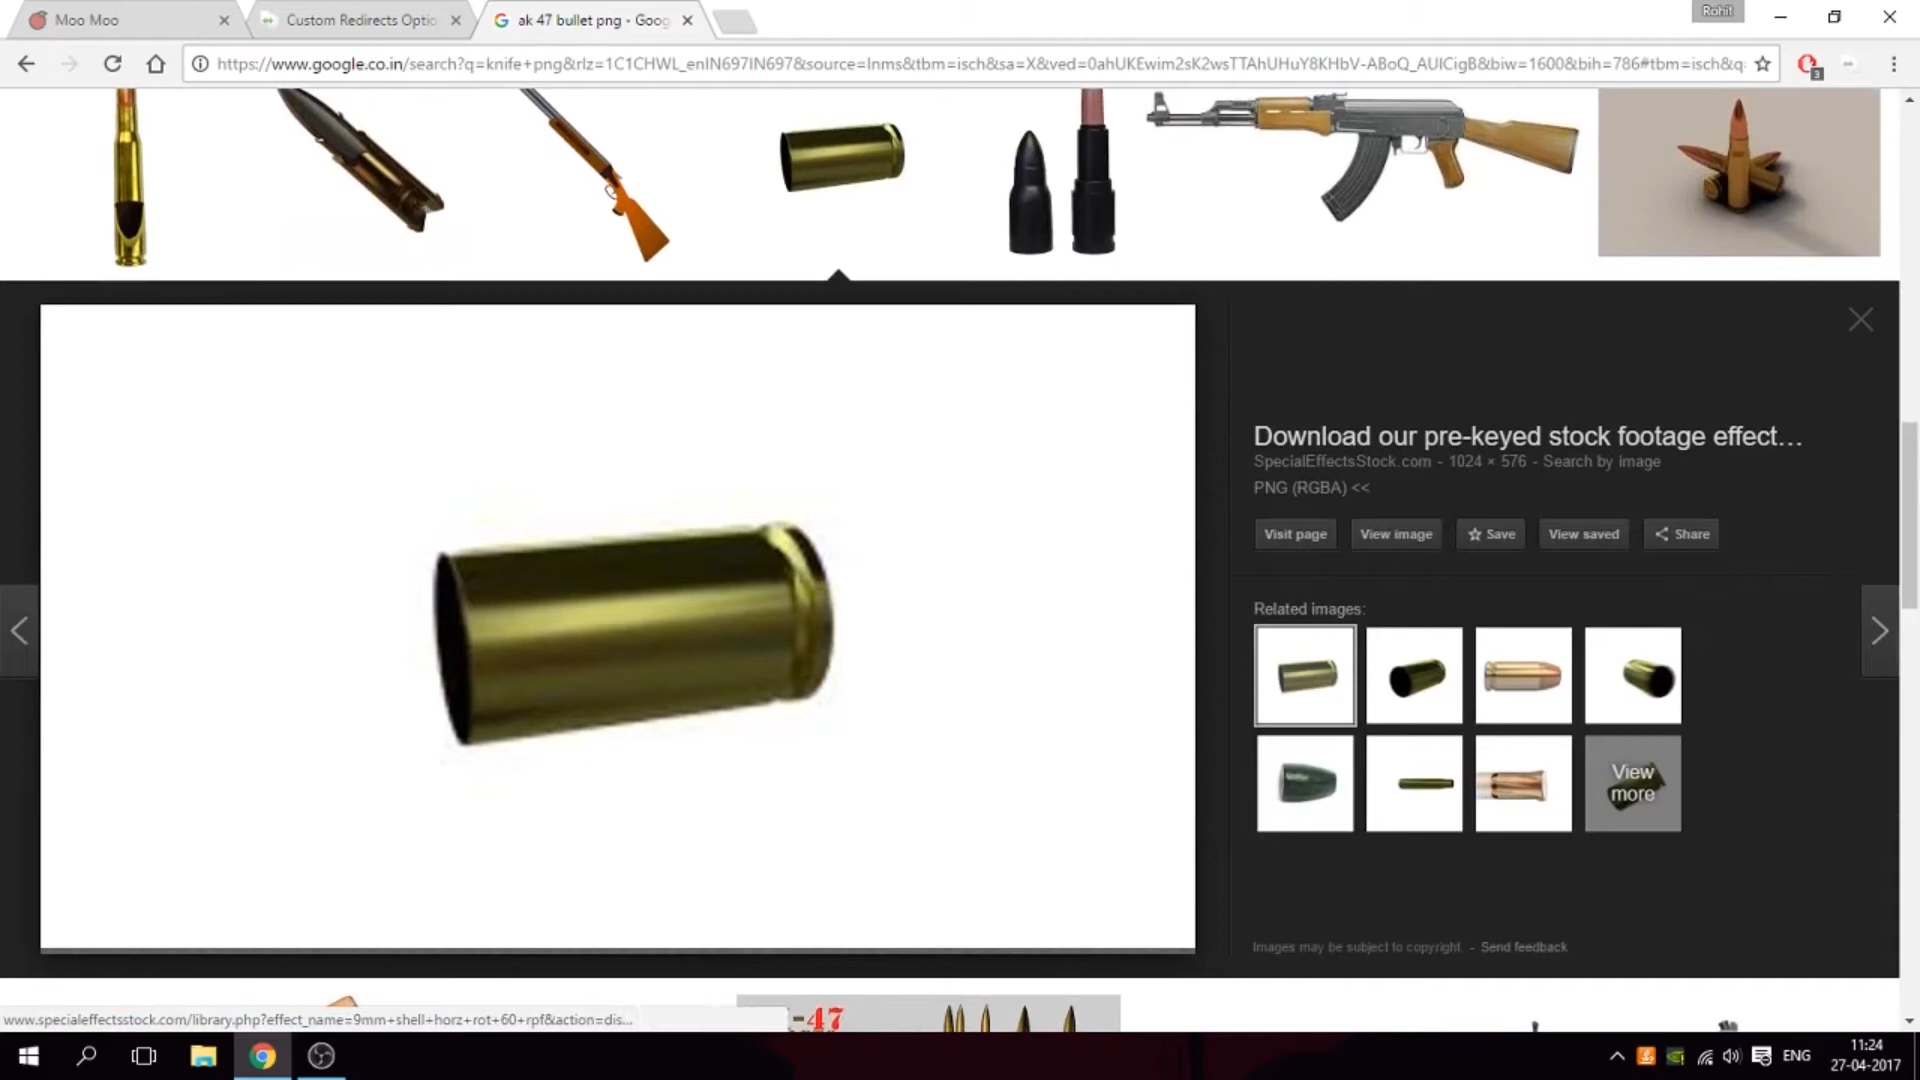 Moo Moo
Custom Redirects Optio
ak 47 bullet png - Goog
Rohit
https://www.google.co.in/search?q=knife+png&rlz=1C1CHWL_enIN697IN697&source=lnms&tbm=isch&sa=X&ved=0ahUKEwim2sK2wsTTAhUHuY8KHbV-ABoQ_AUICigB&biw=1600&bih=786#tbm=isch&q
3
Download our pre-keyed stock footage effect...
SpecialEffectsStock.com - 1024 × 576 - Search by image
PNG (RGBA) <<
Visit page
View image
Save
View saved
Share
Related images:
View
more
Images may be subject to copyright. - Send feedback
-47
www.specialeffectsstock.com/library.php?effect_name=9mm+shell+horz+rot+60+rpf&action=dis...
ENG
11:24
27-04-2017